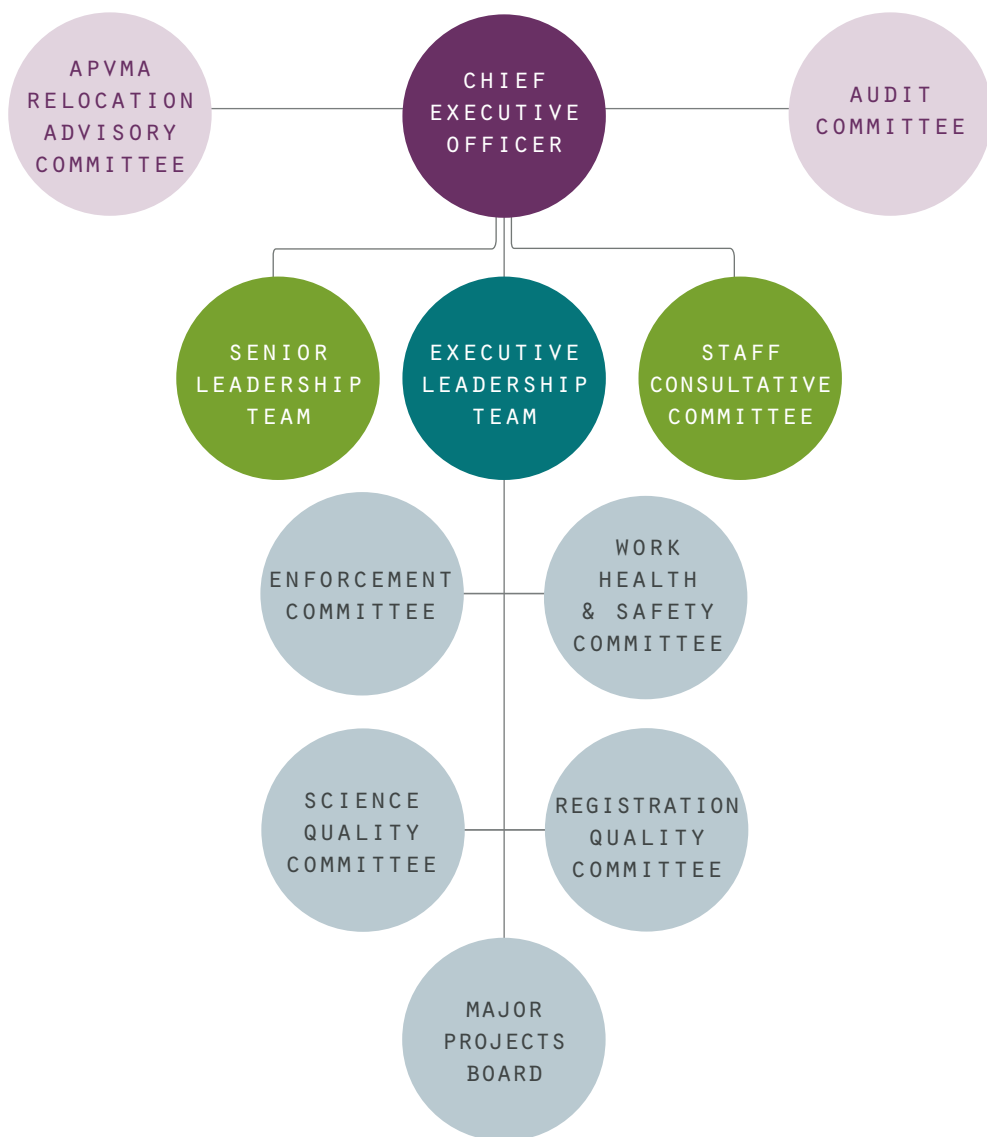 APVMA
RELOCATION
ADVISORY
COMMITTEE
CHIEF
EXECUTIVE
OFFICER
AUDIT
COMMITTEE
SENIOR
LEADERSHIP
TEAM
EXECUTIVE
LEADERSHIP
TEAM
STAFF
CONSULTATIVE
COMMITTEE
ENFORCEMENT
COMMITTEE
WORK
HEALTH
& SAFETY
COMMITTEE
SCIENCE
QUALITY
COMMITTEE
REGISTRATION
QUALITY
COMMITTEE
MAJOR
PROJECTS
BOARD